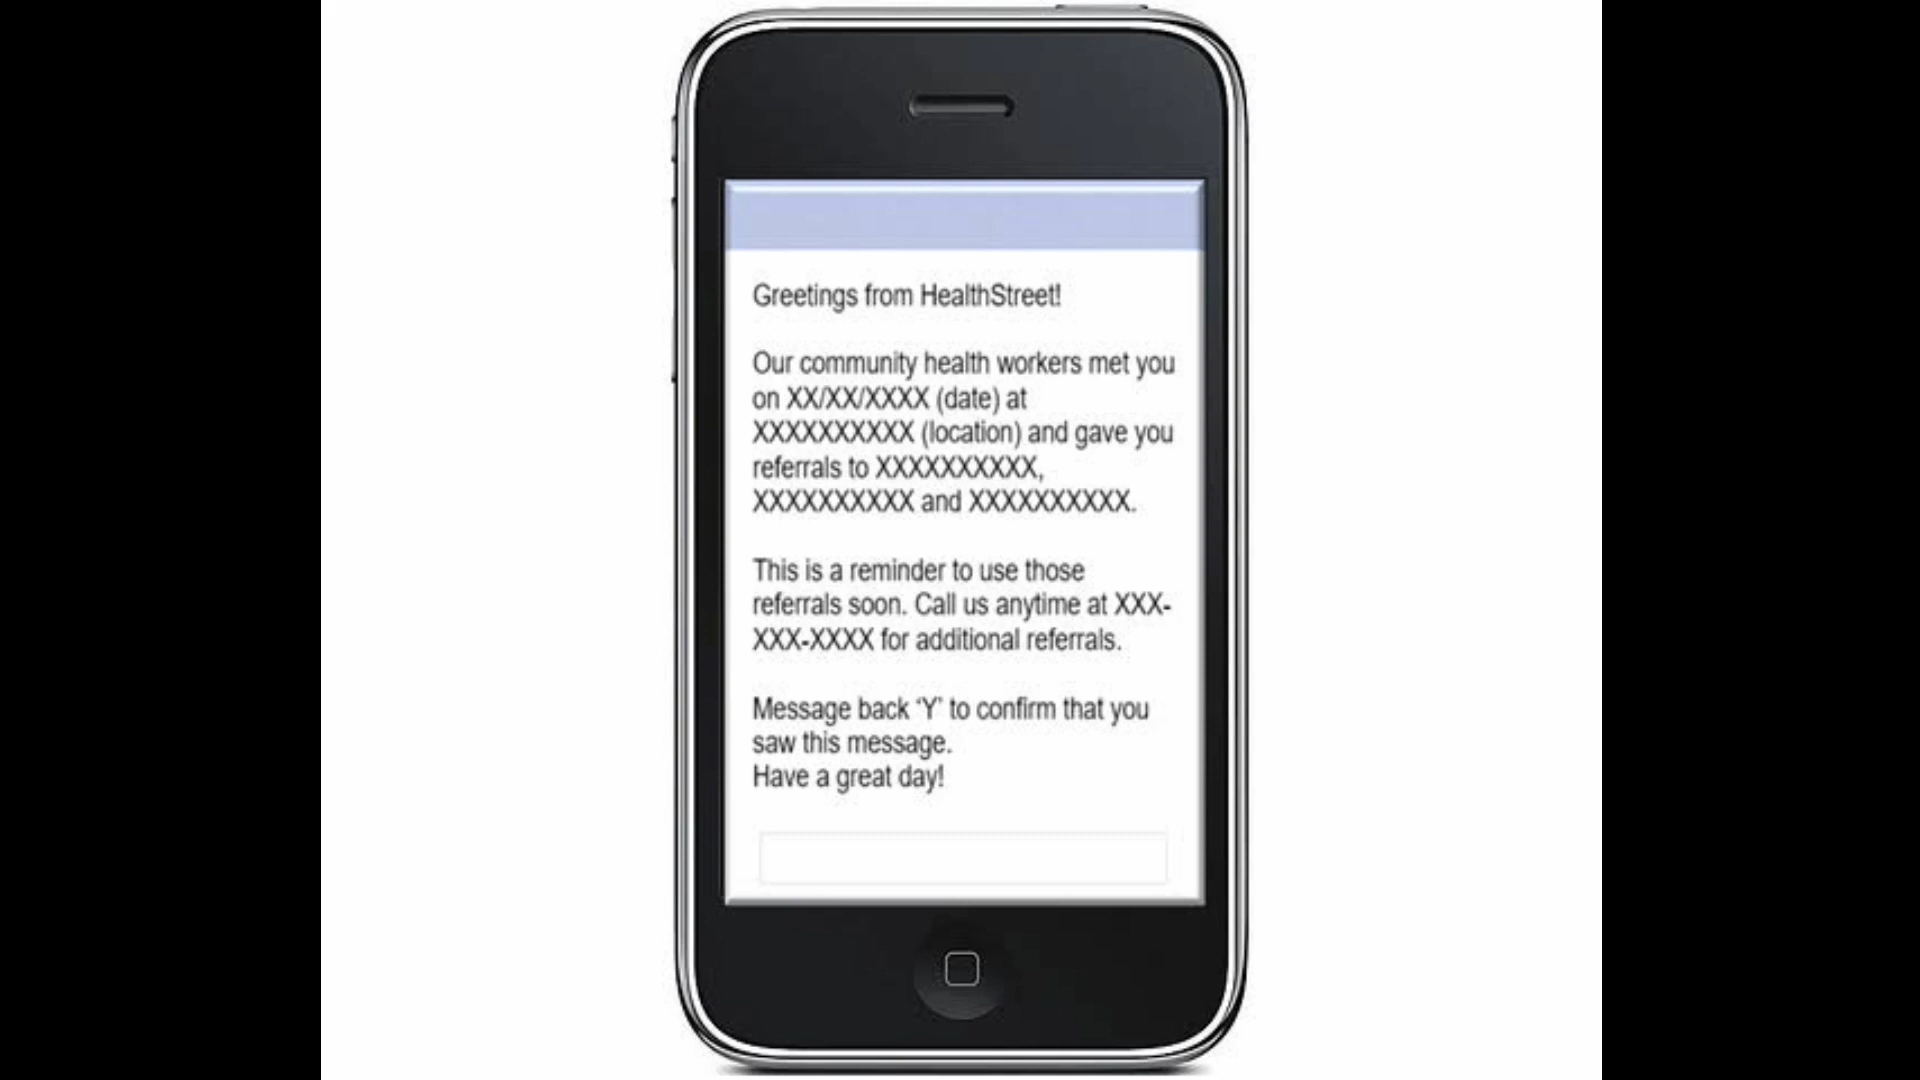 Greetings from HealthStreet!
Our community health workers met you
on XX/XX/XXXX (date) at
XXXXXXXXXX (location) and gave you
referrals to XXXXXXXXXX,
XXXXXXXXXX and XXXXXXXXXX.
This is a reminder to use those
referrals soon. Call us anytime at XXX-
XXX-XXXX for additional referrals.
Message back ‘Y’ to confirm that you
saw this message.
Have a great day!